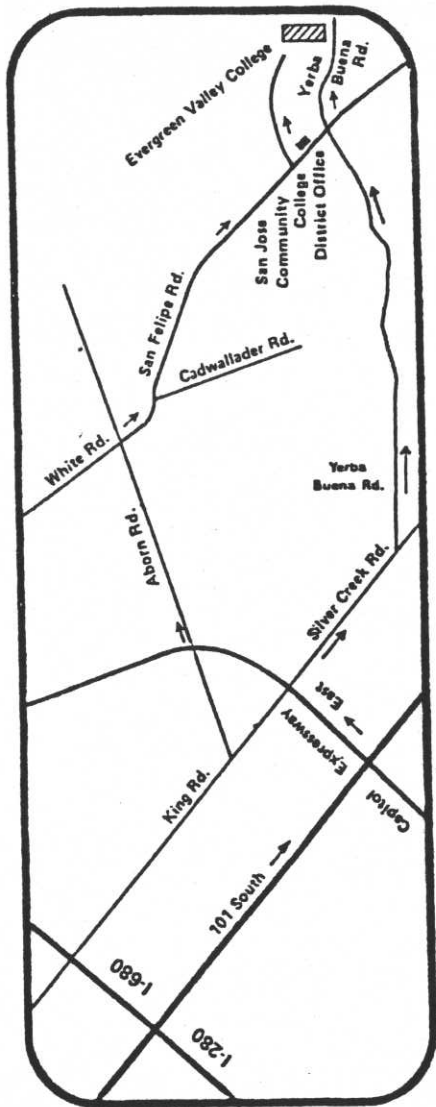 Evergreen Valley College
Yerba
Buena
Rd.
San Jose
Community
College
District Office
San Felipe Rd.
Cadwallader Rd.
White Rd.
Aborn Rd.
Yerba
Buena Rd.
Silver Creek Rd.
East
Expressway
Capitol
King Rd.
101 South
I-680
I-280